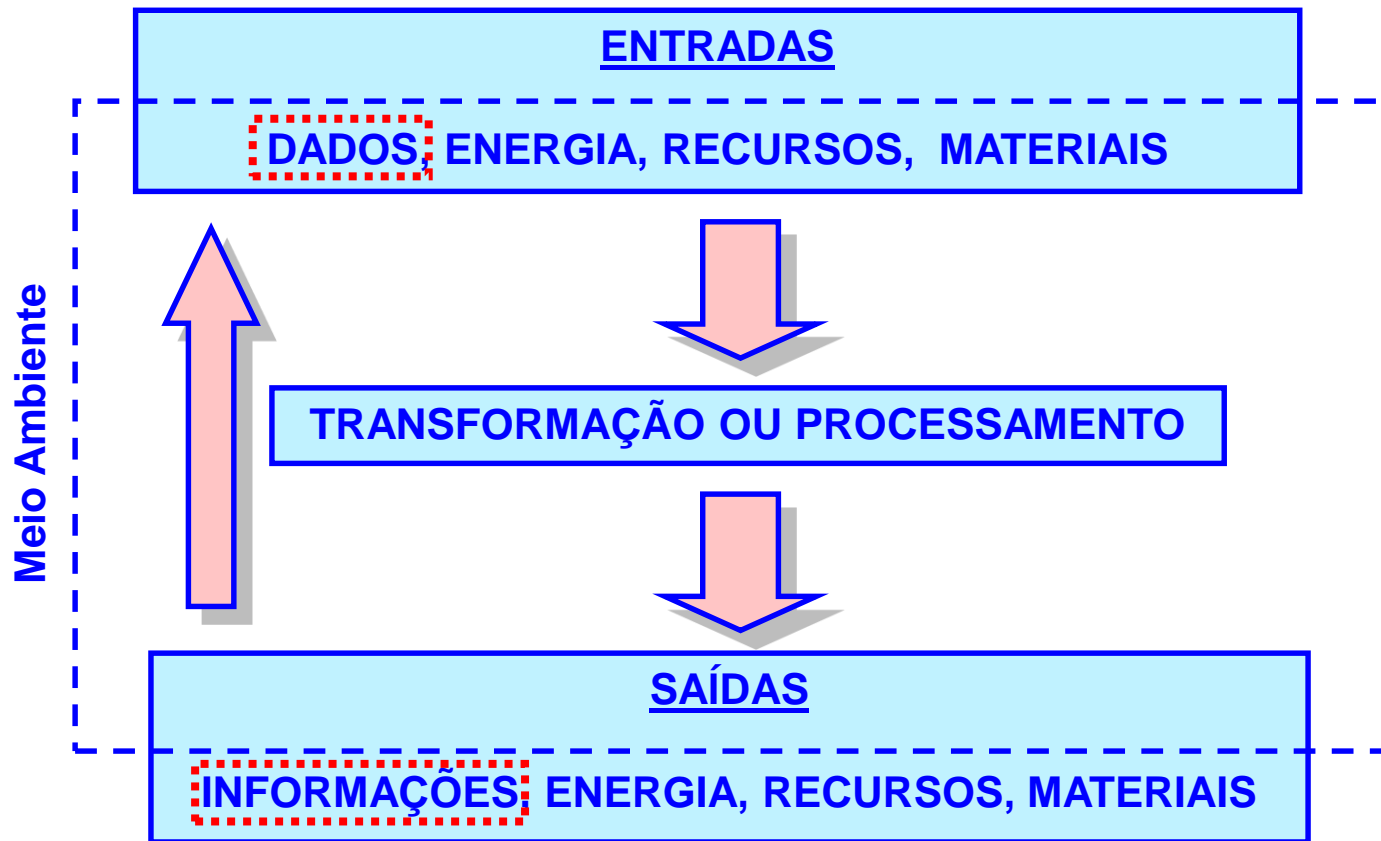 ENTRADAS
DADOS, ENERGIA, RECURSOS, MATERIAIS
Meio Ambiente
TRANSFORMAÇÃO OU PROCESSAMENTO
SAÍDAS
INFORMAÇÕES, ENERGIA, RECURSOS, MATERIAIS